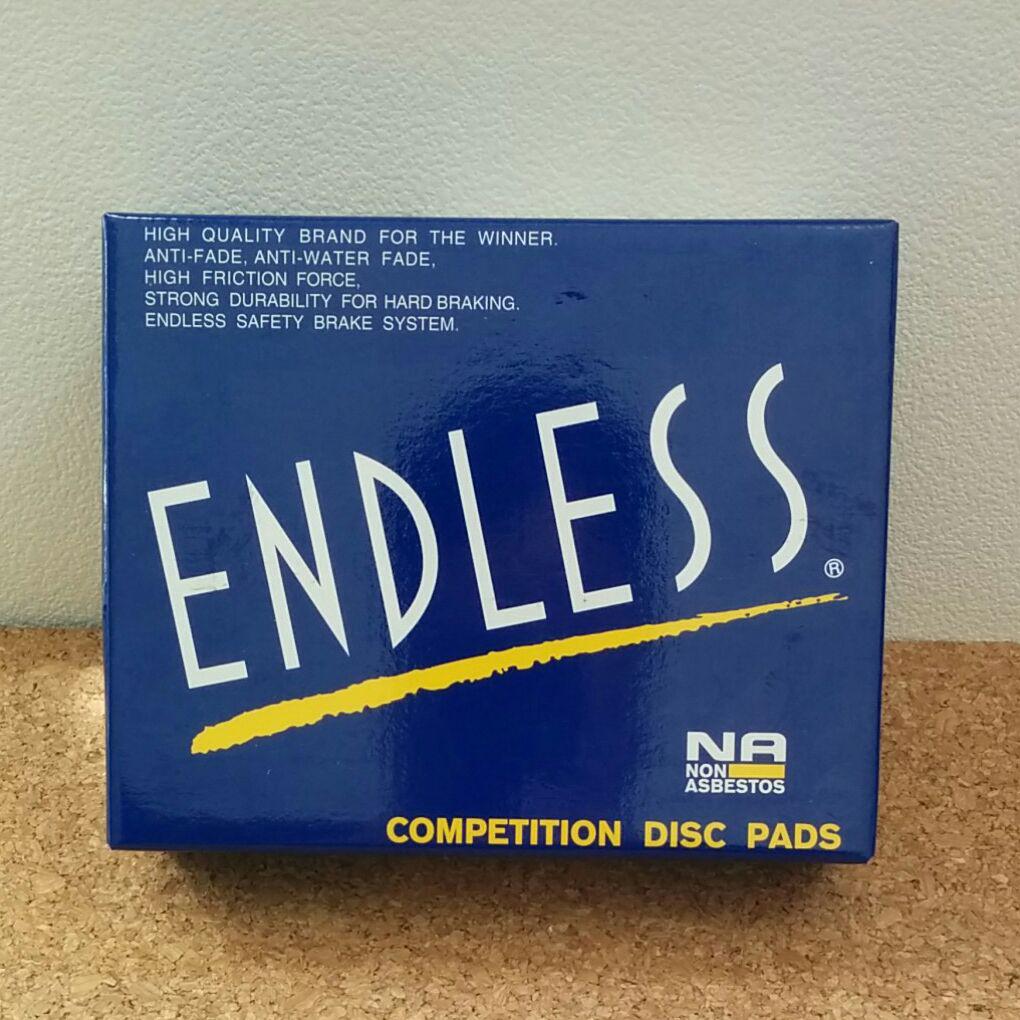 HIGH QUALITY BRAND FOR THE WINNER.
ANTI-FADE, ANTI-WATER FADE,
HIGH FRICTION FORCE,
STRONG DURABILITY FOR HARD BRAKING.
ENDLESS SAFETY BRAKE SYSTEM.
ENDLESS®
NA
NON
ASBESTOS
COMPETITION DISC PADS